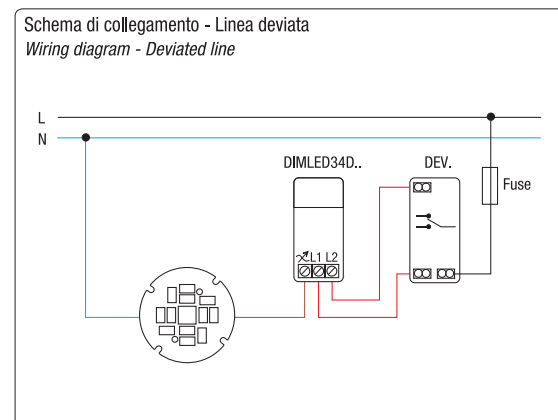 Schema di collegamento - Linea deviata
Wiring diagram - Deviated line
L
N
DIMLED34D..
DEV.
Fuse
L1 L2